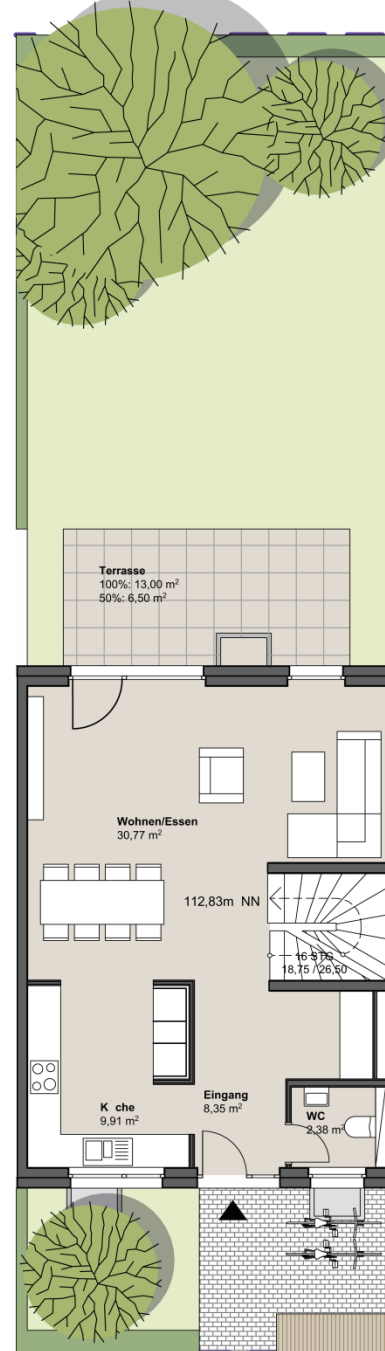 Terrasse
100%: 13,00 m²
50%: 6,50 m²
Wohnen/Essen
30,77 m²
112,83m NN
16 STG
18,75 / 26,50
K che
9,91 m²
Eingang
8,35 m²
WC
2,38 m²